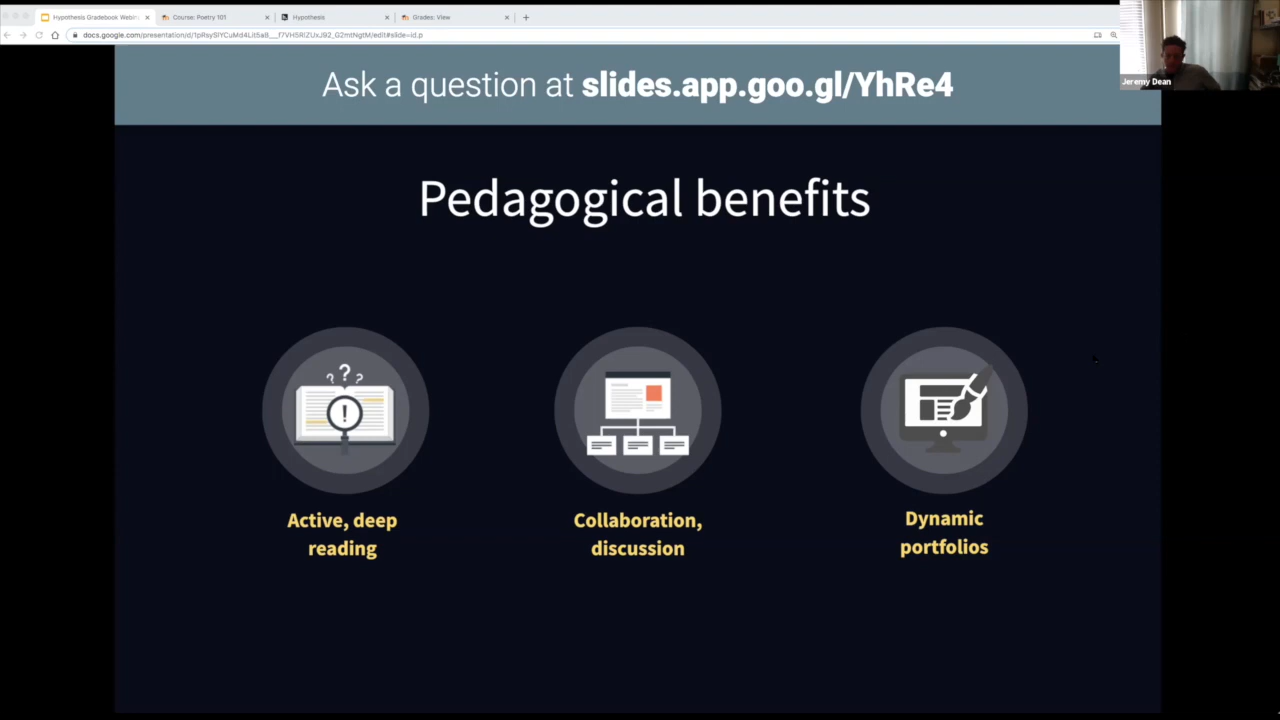 Hypothesis Gradebook Webin
Course: Poetry 101
Hypothesis
Grades: View
Jeremy Dean
Ask a question at slides.app.goo.gl/YhRe4
Pedagogical benefits
? ? ?
!
Active, deep
reading
Collaboration,
discussion
Dynamic
portfolios